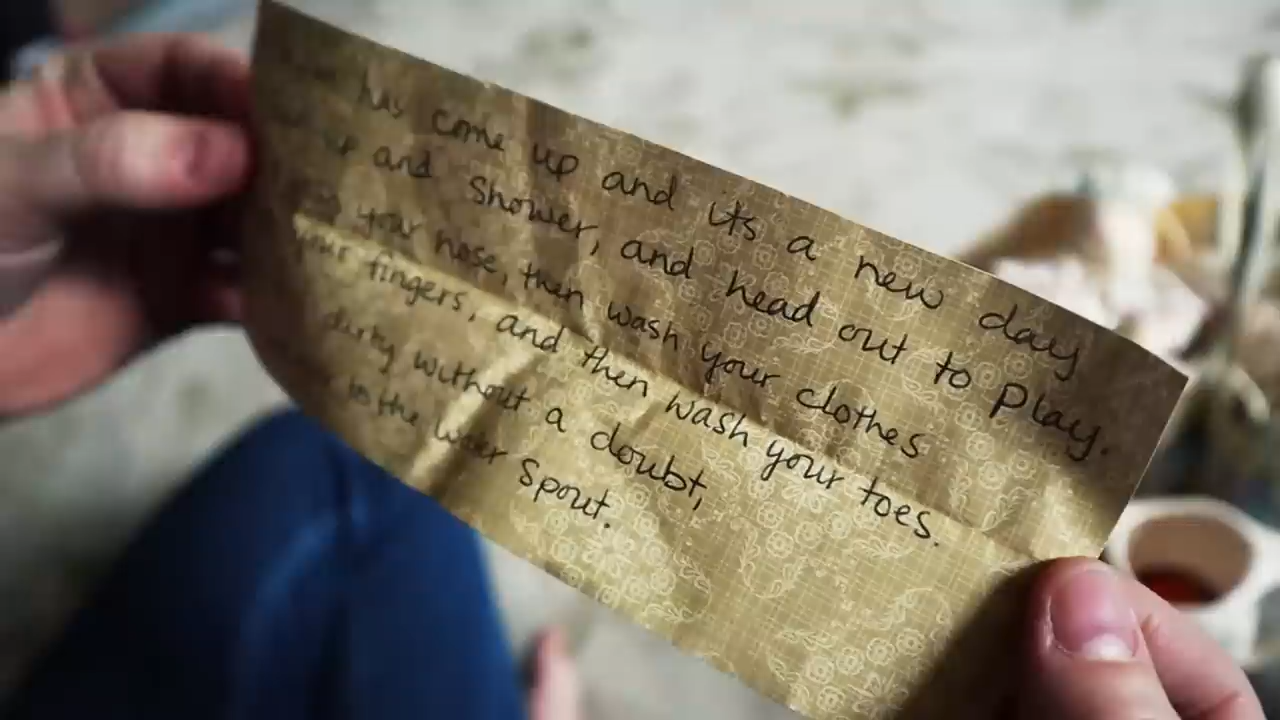 has come up and its a new day
and Shower, and head out to play.
your nose, then wash your clothes
your fingers, and then wash your toes.
dirty without a doubt,
to the water spout.